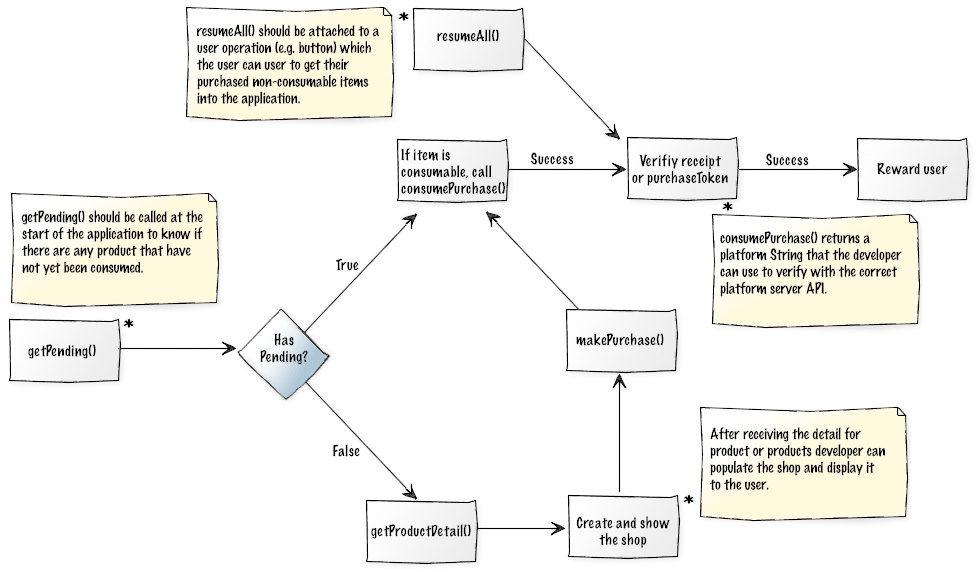 resumeAll() should be attached to a
user operation (e.g. button) which
the user can user to get their
purchased non-consumable items
into the application.
*
resumeAll()
If item is
consumable, call
consumePurchase()
Success
Verifiy receipt
or purchaseToken
Success
Reward user
*
consumePurchase() returns a
platform String that the developer
can use to verify with the correct
platform server API.
getPending() should be called at the
start of the application to know if
there are any product that have
not yet been consumed.
*
getPending()
Has
Pending?
True
False
makePurchase()
getProductDetail()
Create and show
the shop
*
After receiving the detail for
product or products developer can
populate the shop and display it
to the user.